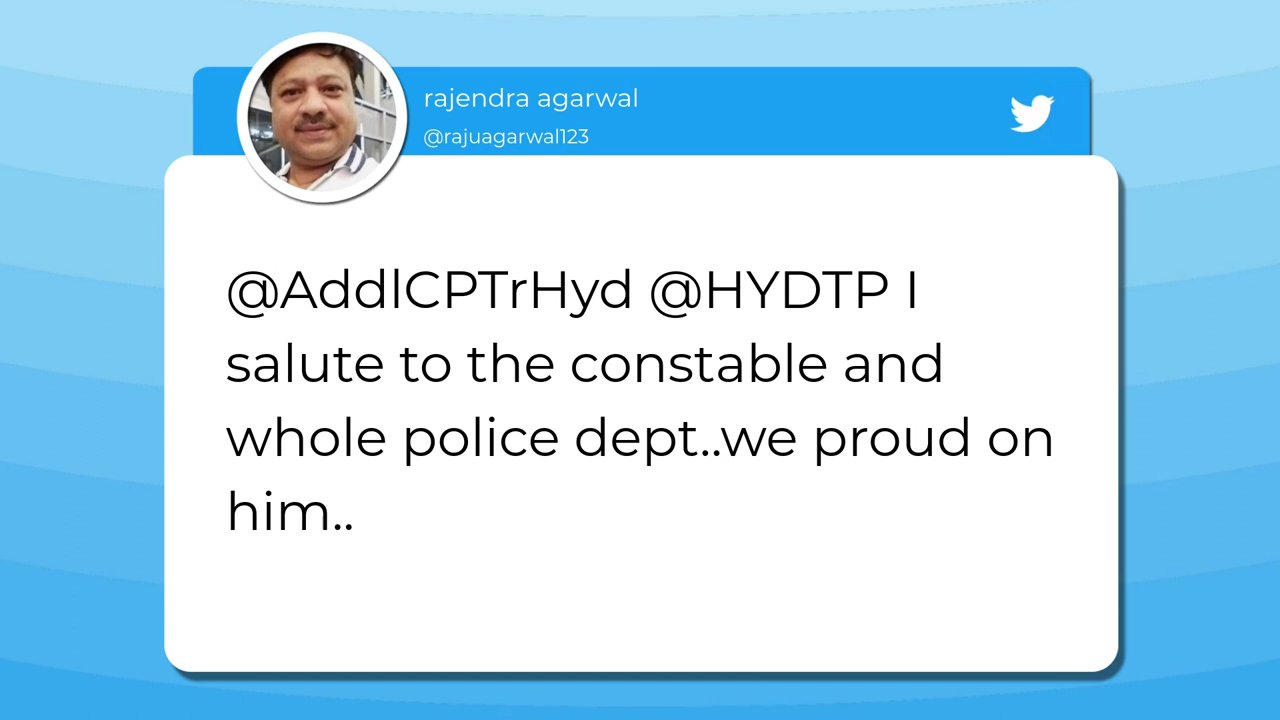 rajendra agarwal
@rajuagarwal123
@AddlCPTrHyd @HYDTP I
salute to the constable and
whole police dept..we proud on
him..